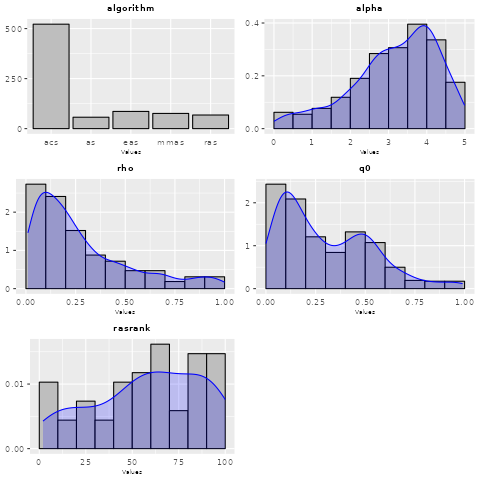 algorithm
500
250
0
acs as eas mmas ras
Values
alpha
0.4
0.2
0.0
0 1 2 3 4 5
Values
rho
2
1
0
0.00 0.25 0.50 0.75 1.00
Values
q0
2
1
0
0.00 0.25 0.50 0.75 1.00
Values
rasrank
0.01
0.00
0 25 50 75 100
Values